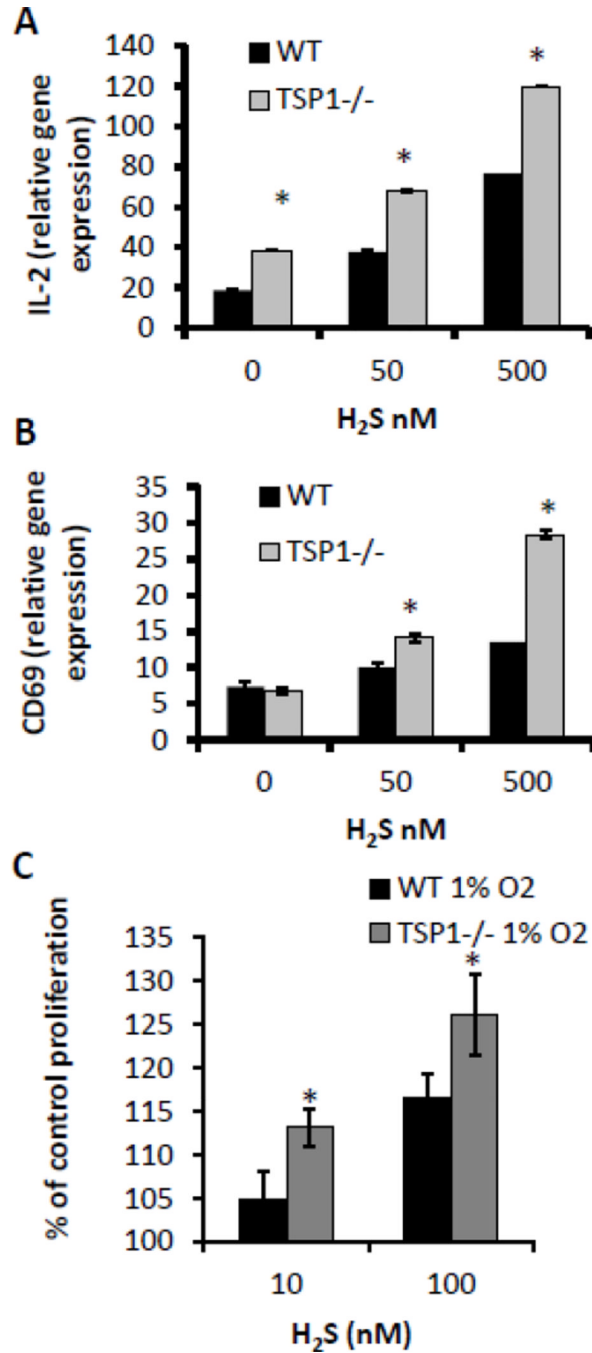 A
IL-2 (relative gene
expression)
140
120
100
80
60
40
20
0
WT
TSP1-/-
*
*
*
0 50 500
H₂S nM
B
CD69 (relative gene
expression)
35
30
25
20
15
10
5
0
WT
TSP1-/-
*
*
0 50 500
H₂S nM
C
% of control proliferation
WT 1% O2
TSP1-/- 1% O2
135
130
125
120
115
110
105
100
*
*
10 100
H₂S (nM)